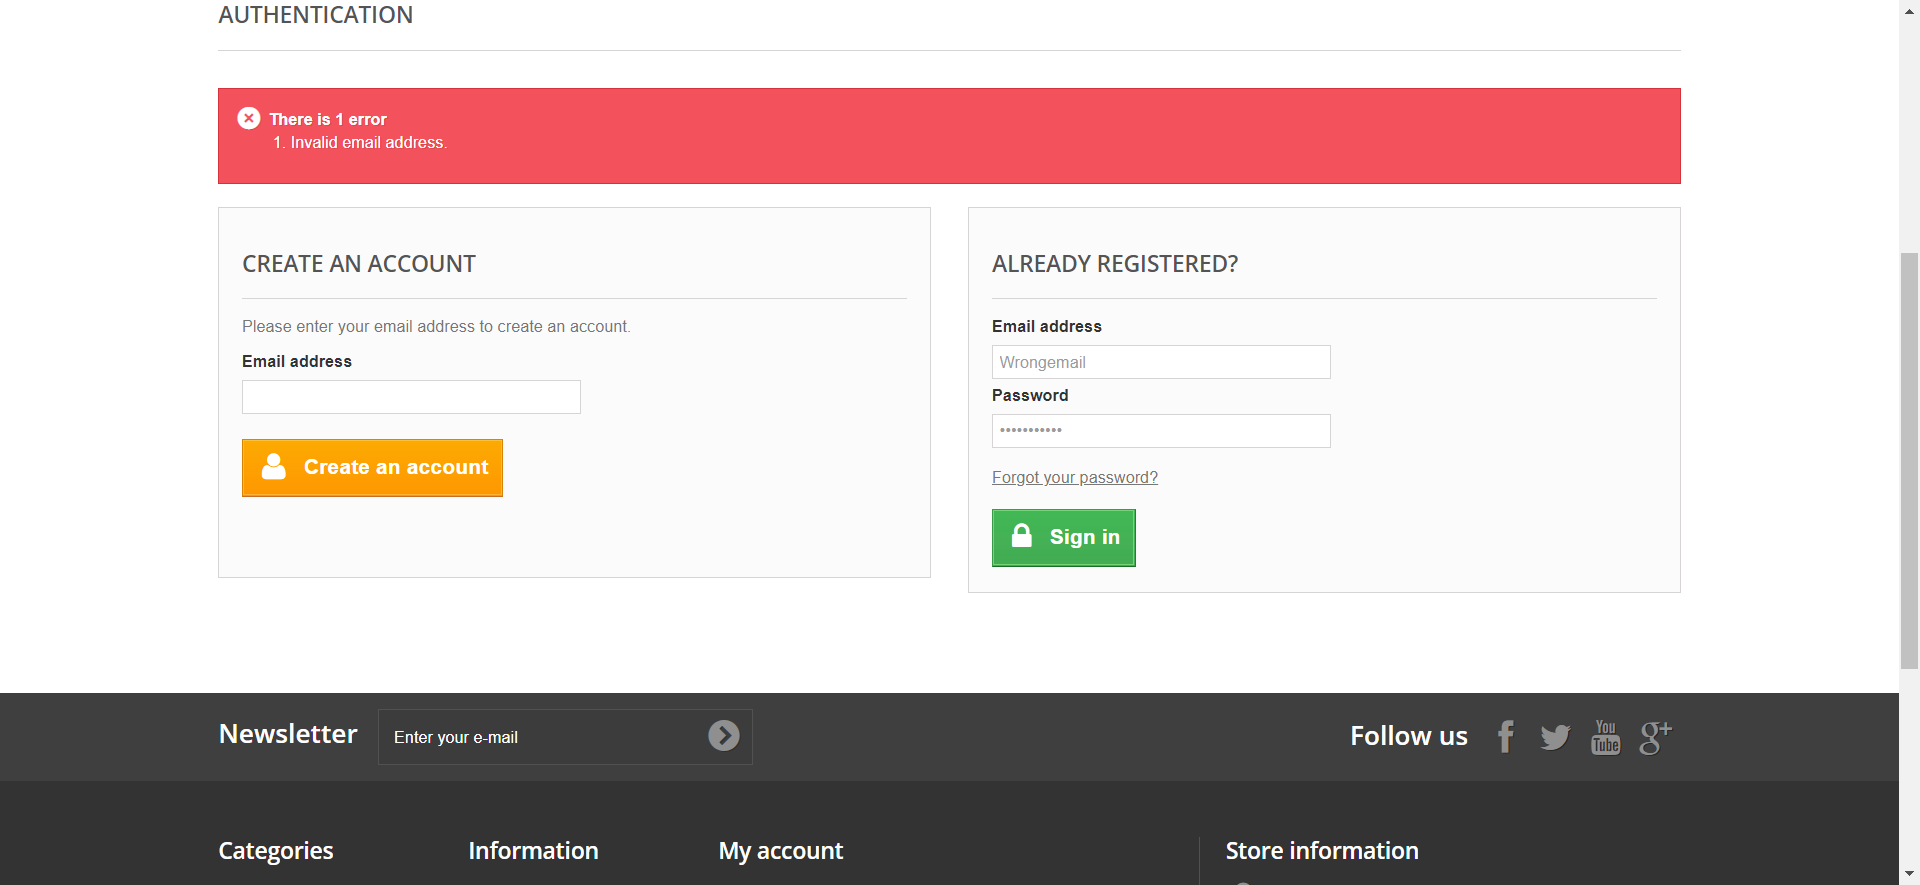 AUTHENTICATION
There is 1 error
1. Invalid email address.
CREATE AN ACCOUNT
Please enter your email address to create an account.
Email address
Create an account
ALREADY REGISTERED?
Email address
Wrongemail
Password
•••••••••••
Forgot your password?
Sign in
Newsletter
Enter your e-mail
Follow us
You
Tube
g+
Categories
Information
My account
Store information